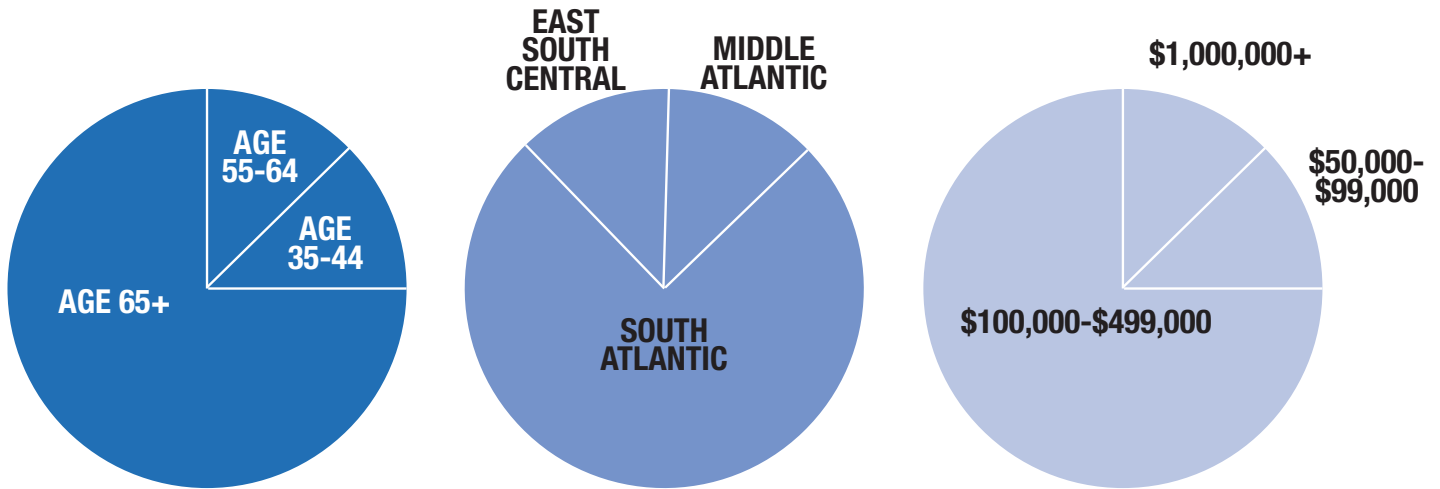 AGE
55-64
AGE
35-44
AGE 65+
EAST
SOUTH
CENTRAL
MIDDLE
ATLANTIC
SOUTH
ATLANTIC
$1,000,000+
$50,000-
$99,000
$100,000-$499,000